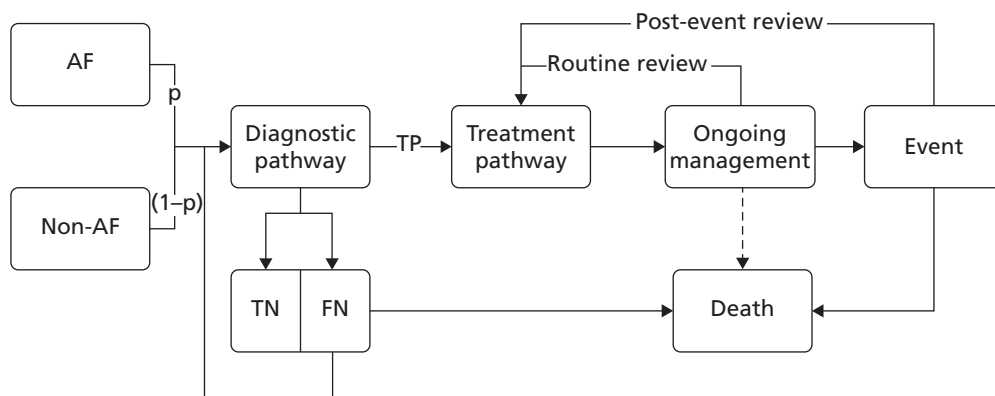 Post-event review
AF
Routine review
p
Diagnostic
pathway
TP
Treatment
pathway
Ongoing
management
Event
(1–p)
Non-AF
TN
FN
Death